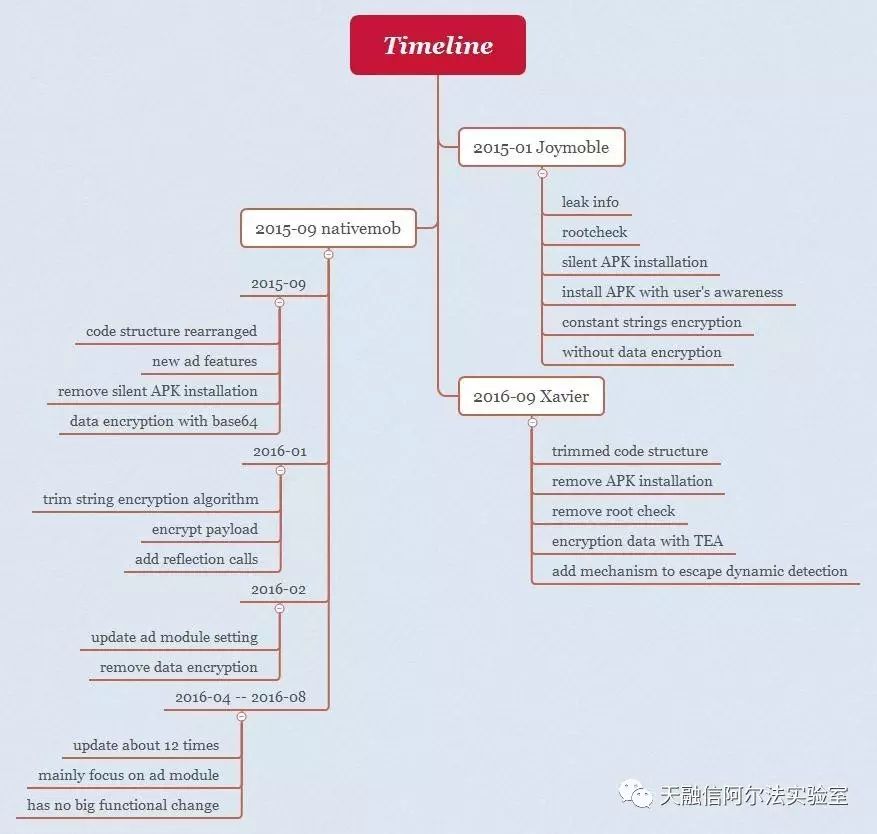 Timeline
2015-01 Joymoble
leak info
rootcheck
silent APK installation
install APK with user's awareness
constant strings encryption
without data encryption
2015-09 nativemob
2015-09
code structure rearranged
new ad features
remove silent APK installation
data encryption with base64
2016-01
trim string encryption algorithm
encrypt payload
add reflection calls
2016-02
update ad module setting
remove data encryption
2016-04 -- 2016-08
update about 12 times
mainly focus on ad module
has no big functional change
2016-09 Xavier
trimmed code structure
remove APK installation
remove root check
encryption data with TEA
add mechanism to escape dynamic detection
天融信阿尔法实验室